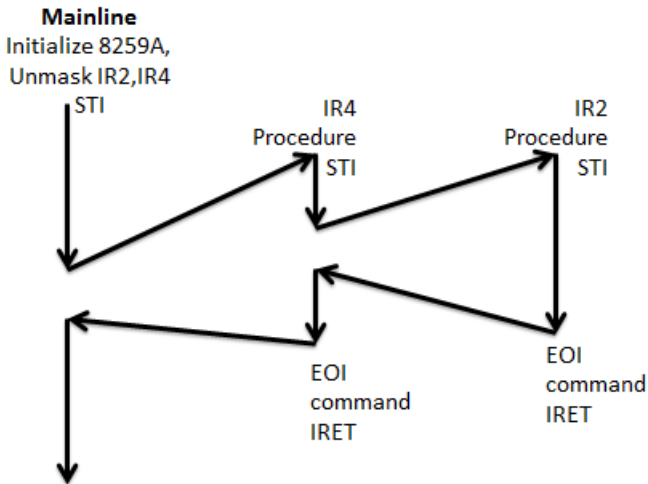 Mainline
Initialize 8259A,
Unmask IR2,IR4
STI
IR4
Procedure
STI
IR2
Procedure
STI
EOI
command
IRET
EOI
command
IRET